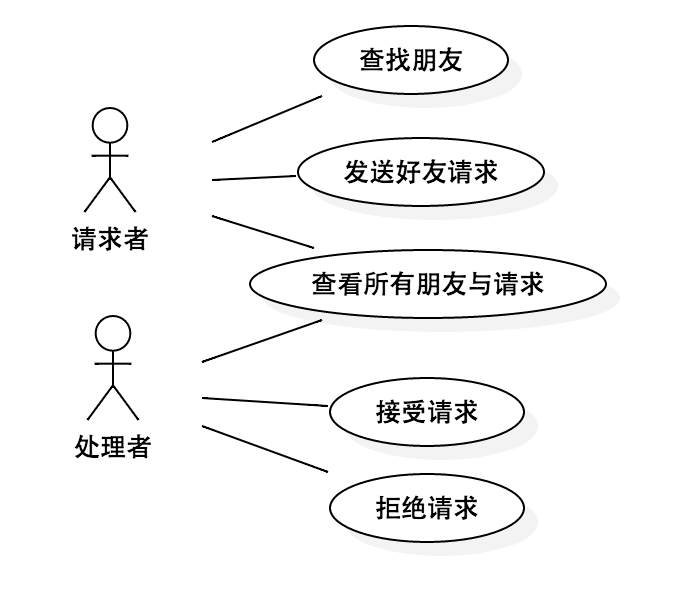 查找朋友
发送好友请求
请求者
查看所有朋友与请求
接受请求
处理者
拒绝请求